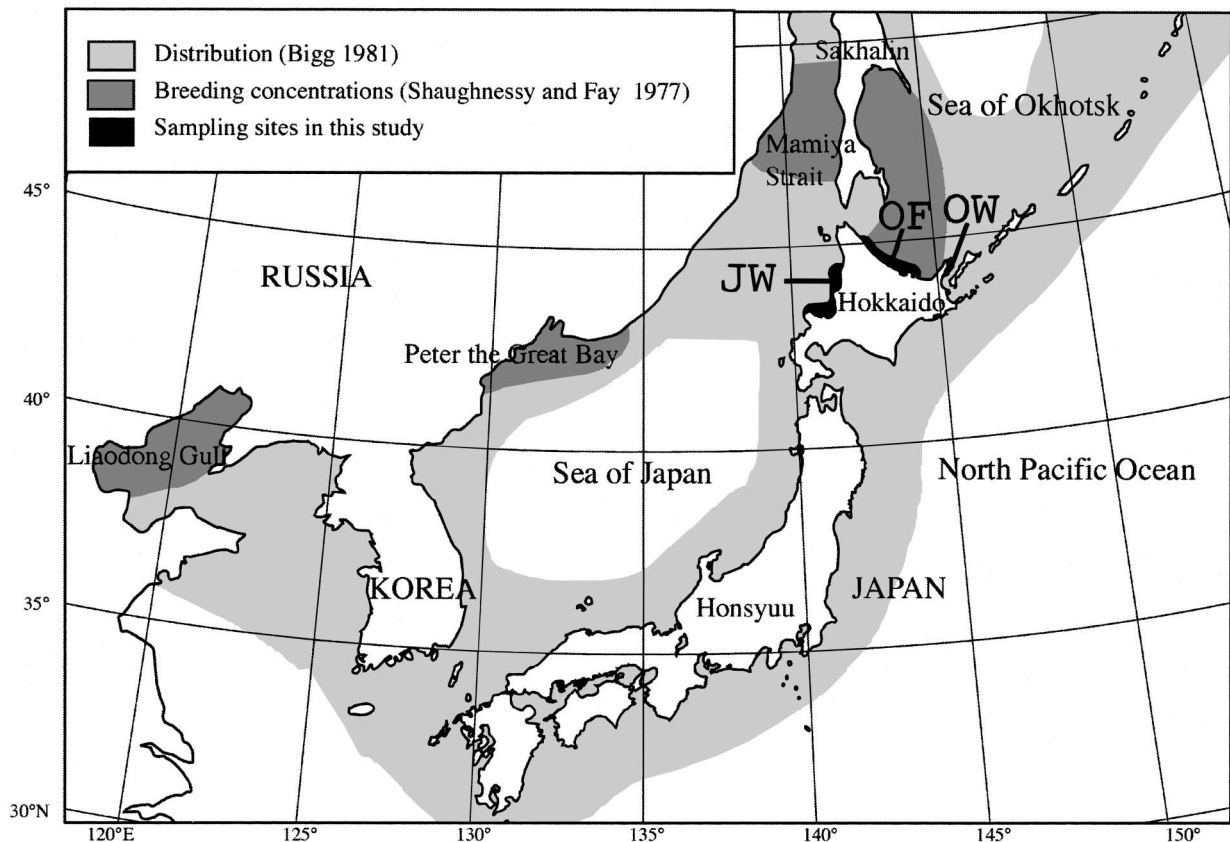 Distribution (Bigg 1981)
Breeding concentrations (Shaughnessy and Fay 1977)
Sampling sites in this study
Sakhalin
Sea of Okhotsk
Mamiya
Strait
45°
OF
OW
RUSSIA
JW
Hokkaido
Peter the Great Bay
40°
Liaodong Gulf
Sea of Japan
North Pacific Ocean
KOREA
JAPAN
35°
Honsyuu
30°N
120°E
125°
130°
135°
140°
145°
150°